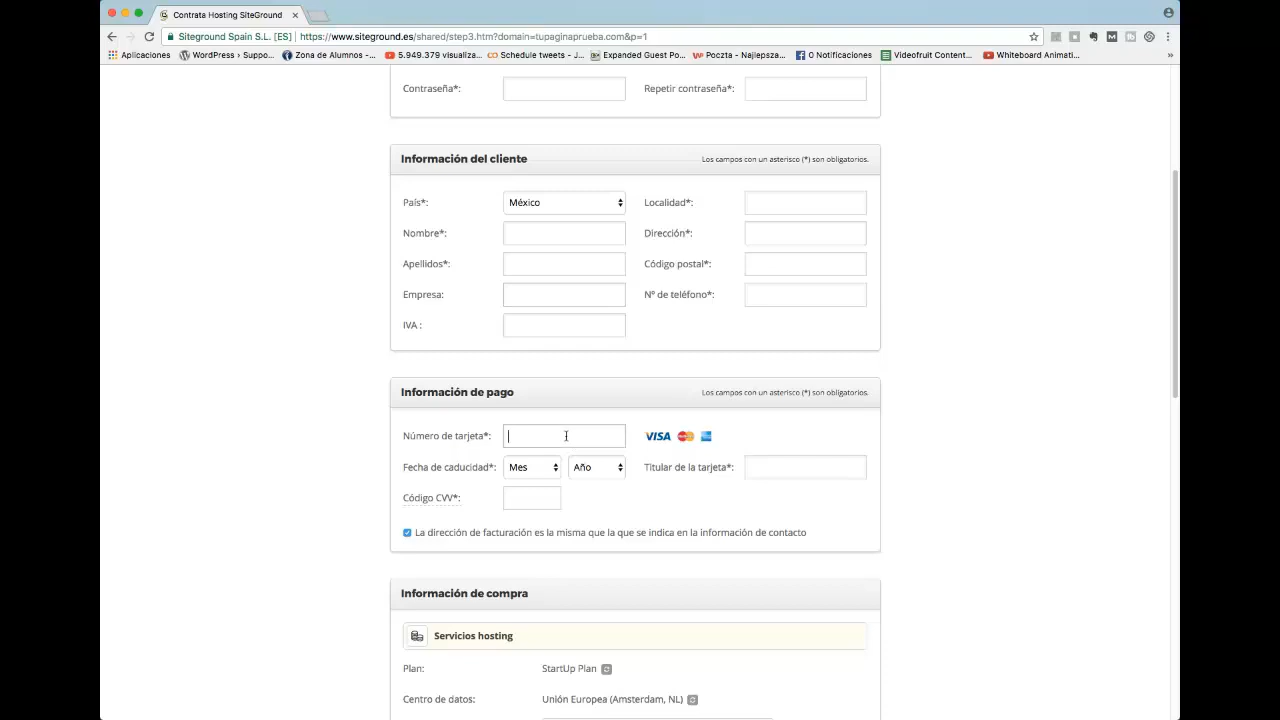 Contrata Hosting SiteGround
Siteground Spain S.L. [ES] https://www.siteground.es/shared/step3.htm?domain=tupaginaprueba.com&p=1
Aplicaciones WordPress › Suppo... Zona de Alumnos -... 5.949.379 visualiza... Schedule tweets - J... Expanded Guest Po... Poczta - Najlepsza... 0 Notificaciones Videofruit Content... Whiteboard Animati... »
Contraseña*: Repetir contraseña*:
Información del cliente Los campos con un asterisco (*) son obligatorios.
País*: México Localidad*:
Nombre*: Dirección*:
Apellidos*: Código postal*:
Empresa: Nº de teléfono*:
IVA :
Información de pago Los campos con un asterisco (*) son obligatorios.
Número de tarjeta*: VISA
Fecha de caducidad*: Mes Año Titular de la tarjeta*:
Código CVV*:
La dirección de facturación es la misma que la que se indica en la información de contacto
Información de compra
Servicios hosting
Plan: StartUp Plan
Centro de datos: Unión Europea (Amsterdam, NL)